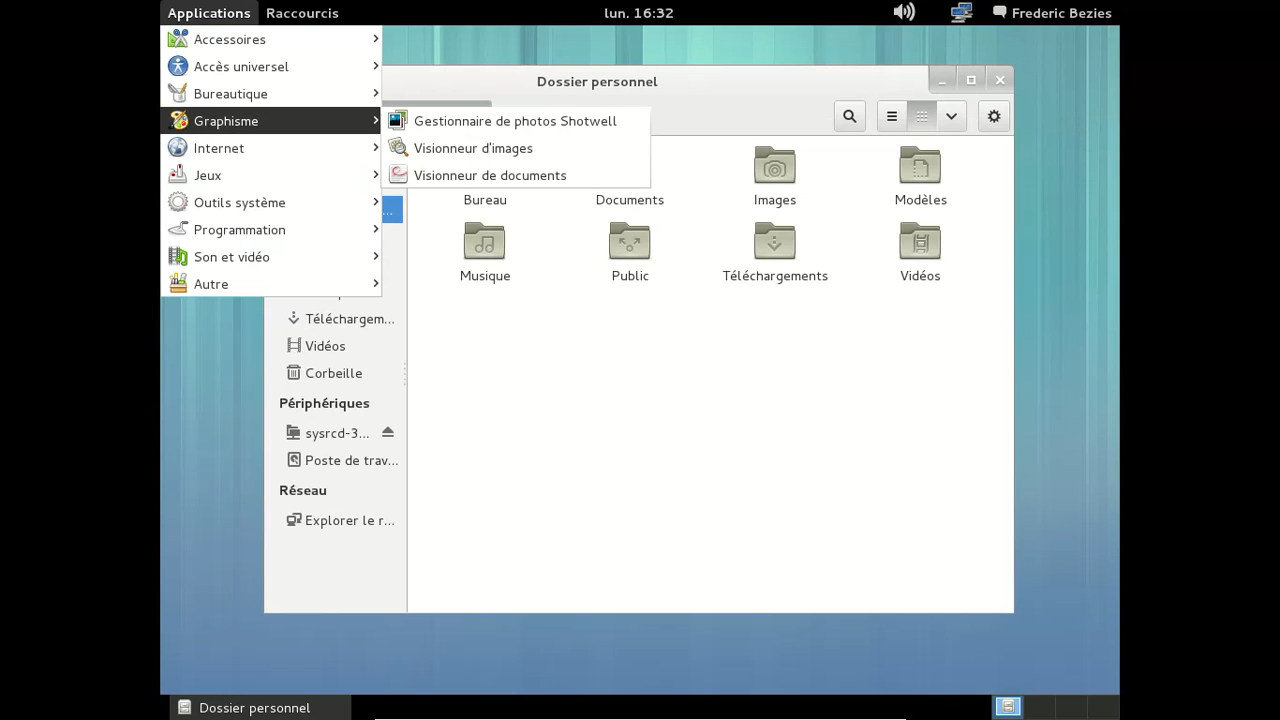 Applications Raccourcis lun. 16:32 Frederic Bezies
Accessoires
Accès universel
Bureautique
Graphisme
Internet
Jeux
Outils système
Programmation
Son et vidéo
Autre
Gestionnaire de photos Shotwell
Visionneur d'images
Visionneur de documents
Dossier personnel
Bureau Documents Images Modèles
Musique Public Téléchargements Vidéos
Téléchargem...
Vidéos
Corbeille
Périphériques
sysrcd-3...
Poste de trav...
Réseau
Explorer le r...
Dossier personnel